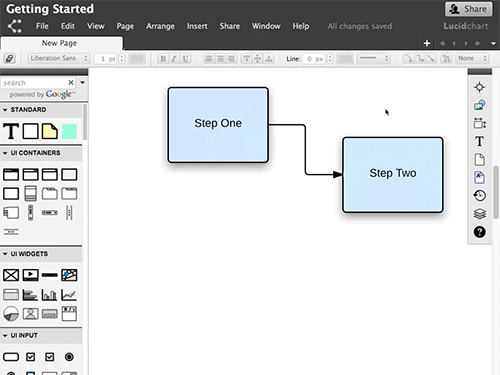 Getting Started
Share
File Edit View Page Arrange Insert Share Window Help All changes saved
Lucidchart
New Page
Liberation Sans 1 pt Line: 0 px None
search
powered by Google™
STANDARD
T
UI CONTAINERS
UI WIDGETS
UI INPUT
Step One
Step Two
T